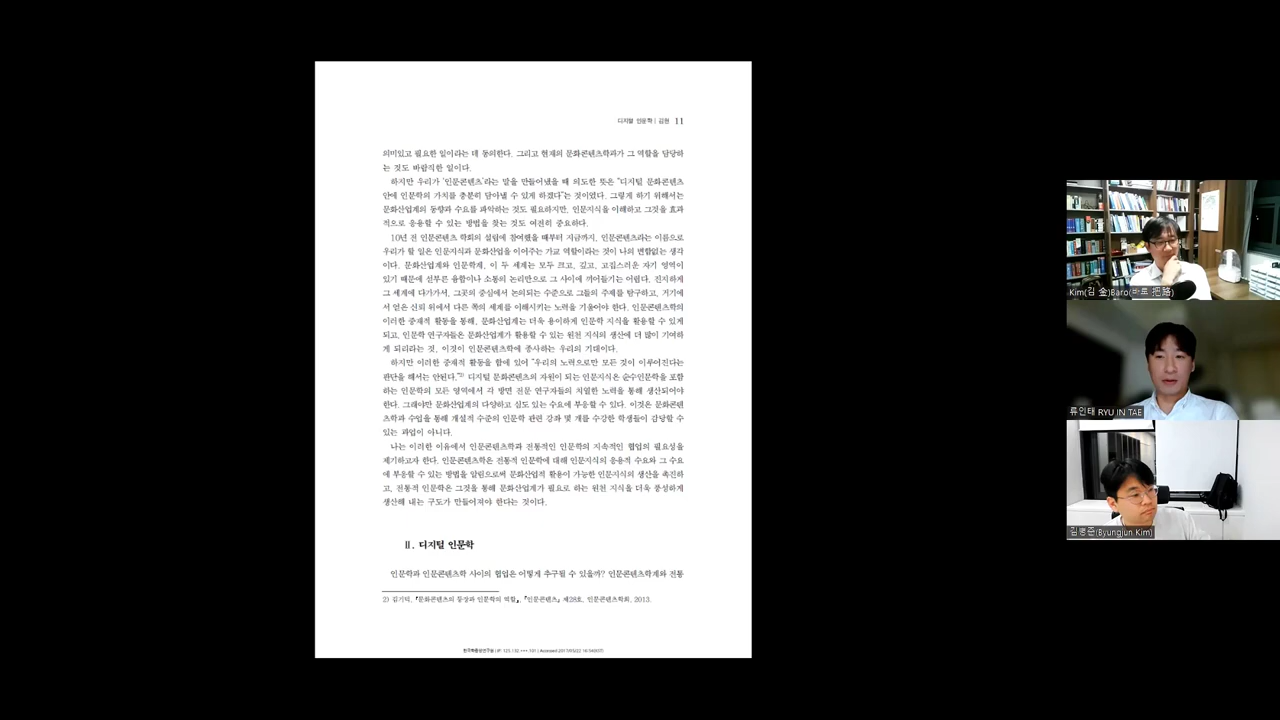 디지털 인문학 | 김현 11
의미있고 필요한 일이라는 데 동의한다. 그리고 현재의 문화콘텐츠학과가 그 역할을 담당하
는 것도 바람직한 일이다.
하지만 우리가 '인문콘텐츠'라는 말을 만들어냈을 때 의도한 뜻은 "디지털 문화콘텐츠
안에 인문학의 가치를 충분히 담아낼 수 있게 하겠다"는 것이었다. 그렇게 하기 위해서는
문화산업계의 동향과 수요를 파악하는 것도 필요하지만, 인문지식을 이해하고 그것을 효과
적으로 응용할 수 있는 방법을 찾는 것도 여전히 중요하다.
10년 전 인문콘텐츠 학회의 설립에 참여했을 때부터 지금까지, 인문콘텐츠라는 이름으로
우리가 할 일은 인문지식과 문화산업을 이어주는 가교 역할이라는 것이 나의 변함없는 생각
이다. 문화산업계와 인문학계, 이 두 세계는 모두 크고, 깊고, 고집스러운 자기 영역이
있기 때문에 섣부른 융합이나 소통의 논리만으로 그 사이에 끼어들기는 어렵다. 진지하게
그 세계에 다가가서, 그곳의 중심에서 논의되는 수준으로 그들의 주제를 탐구하고, 거기에
서 얻은 신뢰 위에서 다른 쪽의 세계를 이해시키는 노력을 기울여야 한다. 인문콘텐츠학의
이러한 중재적 활동을 통해, 문화산업계는 더욱 용이하게 인문학 지식을 활용할 수 있게
되고, 인문학 연구자들은 문화산업계가 활용할 수 있는 원천 지식의 생산에 더 많이 기여하
게 되리라는 것, 이것이 인문콘텐츠학에 종사하는 우리의 기대이다.
하지만 이러한 중재적 활동을 함에 있어 "우리의 노력으로만 모든 것이 이루어진다는
판단을 해서는 안된다."2) 디지털 문화콘텐츠의 자원이 되는 인문지식은 순수인문학을 포함
하는 인문학의 모든 영역에서 각 방면 전문 연구자들의 치열한 노력을 통해 생산되어야
한다. 그래야만 문화산업계의 다양하고 심도 있는 수요에 부응할 수 있다. 이것은 문화콘텐
츠학과 수업을 통해 개설적 수준의 인문학 관련 강좌 몇 개를 수강한 학생들이 감당할 수
있는 과업이 아니다.
나는 이러한 이유에서 인문콘텐츠학과 전통적인 인문학의 지속적인 협업의 필요성을
제기하고자 한다. 인문콘텐츠학은 전통적 인문학에 대해 인문지식의 응용적 수요와 그 수요
에 부응할 수 있는 방법을 알림으로써 문화산업적 활용이 가능한 인문지식의 생산을 촉진하
고, 전통적 인문학은 그것을 통해 문화산업계가 필요로 하는 원천 지식을 더욱 풍성하게
생산해 내는 구도가 만들어져야 한다는 것이다.
Ⅱ. 디지털 인문학
인문학과 인문콘텐츠학 사이의 협업은 어떻게 추구될 수 있을까? 인문콘텐츠학계와 전통
2) 김기덕, 『문화콘텐츠의 등장과 인문학의 역할』, 『인문콘텐츠』 제28호, 인문콘텐츠학회, 2013.
한국학중앙연구원 | IP: 123.132.***.101 | Accessed 2017/05/22 16:54(KST)
Kim(김 金)Baro(바로 把路)
류인태 RYU IN TAE
김병준(Byungjun Kim)